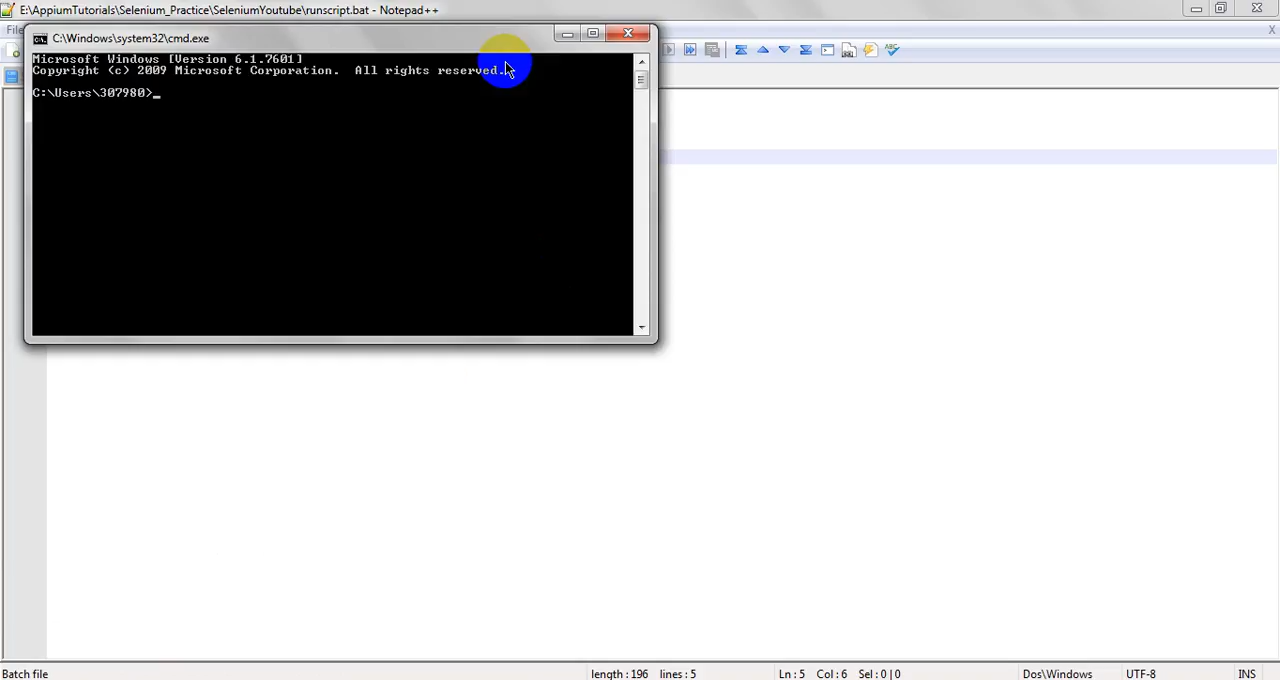 E:\AppiumTutorials\Selenium_Practice\SeleniumYoutube\runscript.bat - Notepad++
File
C:\Windows\system32\cmd.exe
Microsoft Windows [Version 6.1.7601]
Copyright (c) 2009 Microsoft Corporation.  All rights reserved.
C:\Users\307980>_
Batch file
length : 196 lines : 5
Ln : 5 Col : 6 Sel : 0 | 0
Dos\Windows
UTF-8
INS